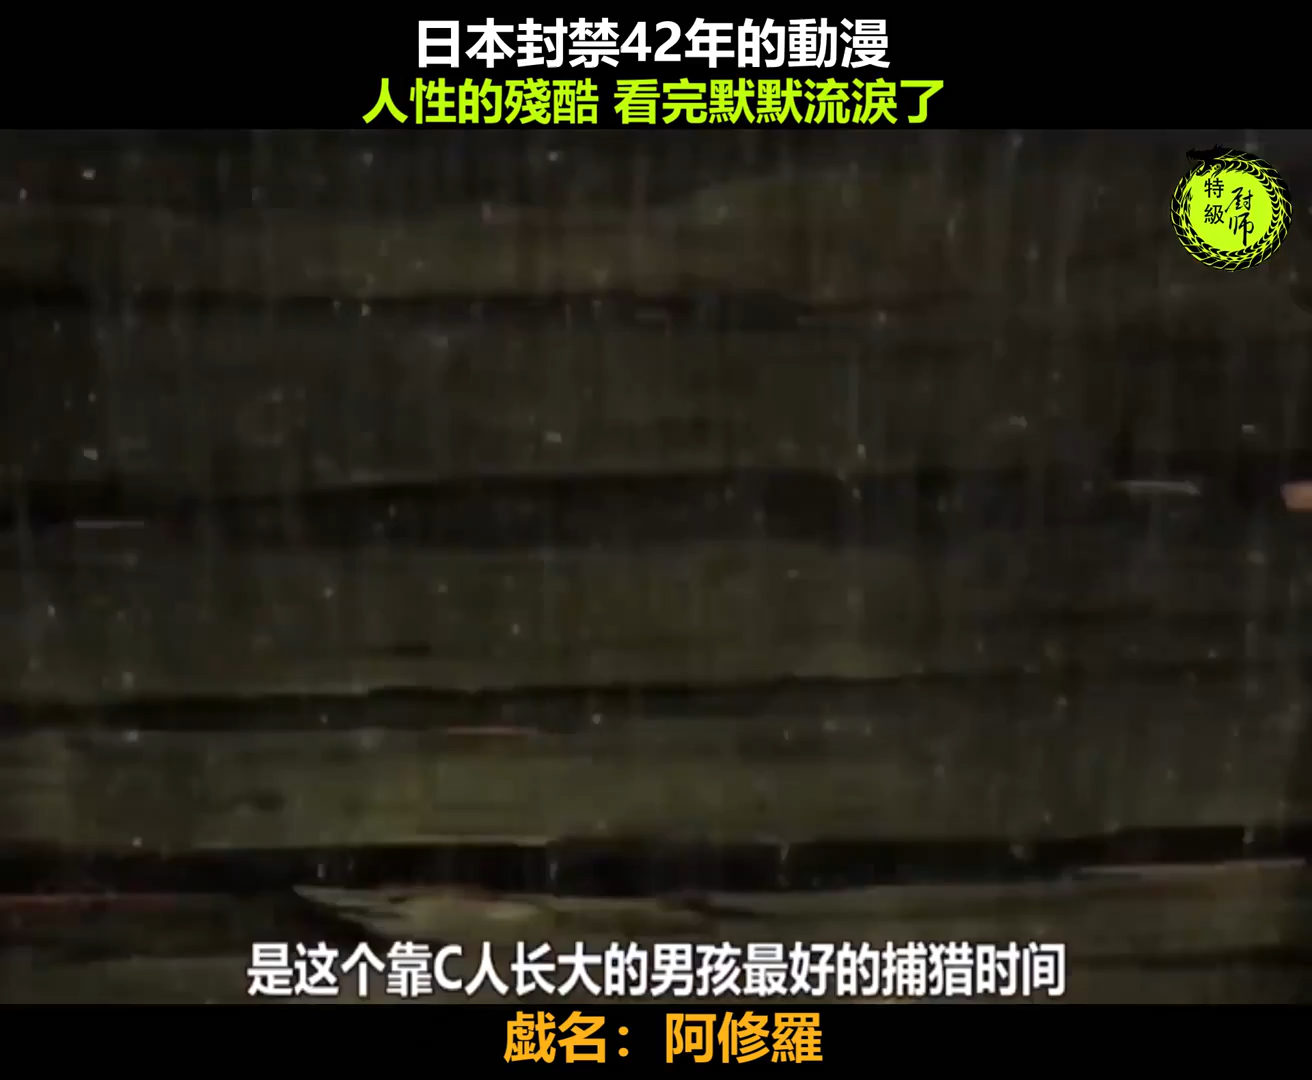 日本封禁42年的動漫
人性的殘酷 看完默默流淚了
特級
厨师
是这个靠C人长大的男孩最好的捕猎时间
戲名：阿修羅